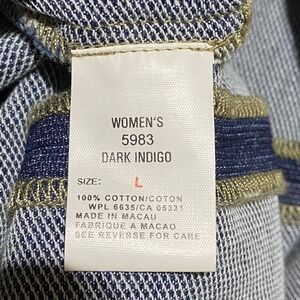 WOMEN'S
5983
DARK INDIGO
SIZE: L
100% COTTON/COTON
WPL 6635/CA 05331
MADE IN MACAU
FABRIQUE A MACAO
SEE REVERSE FOR CARE